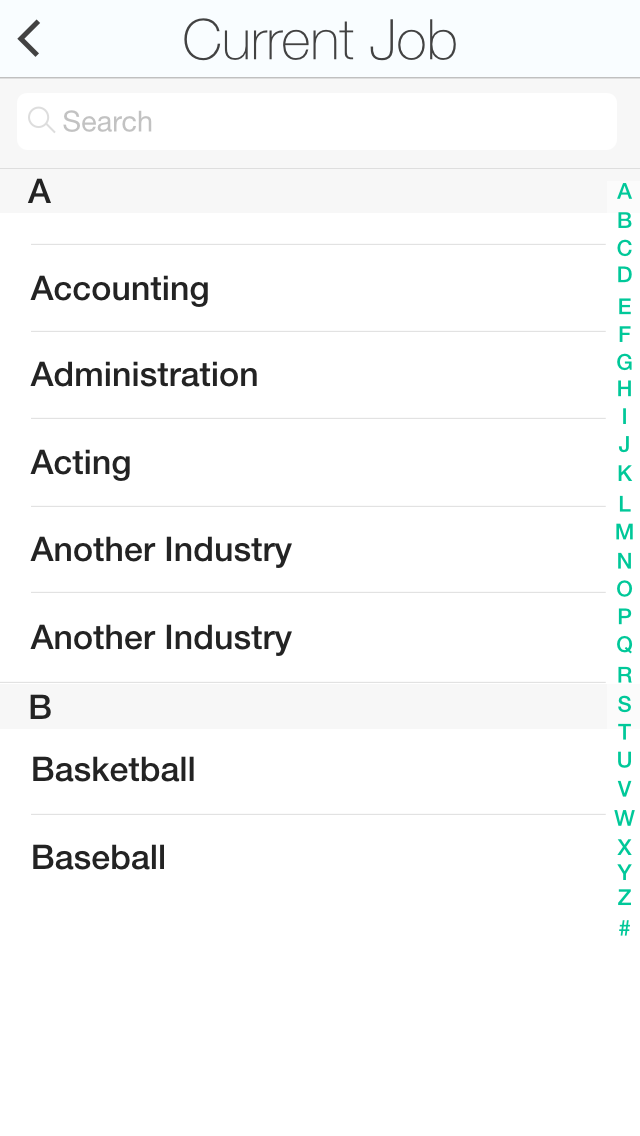 Current Job
Search
A
Accounting
Administration
Acting
Another Industry
Another Industry
B
Basketball
Baseball
A
B
C
D
E
F
G
H
I
J
K
L
M
N
O
P
Q
R
S
T
U
V
W
X
Y
Z
#